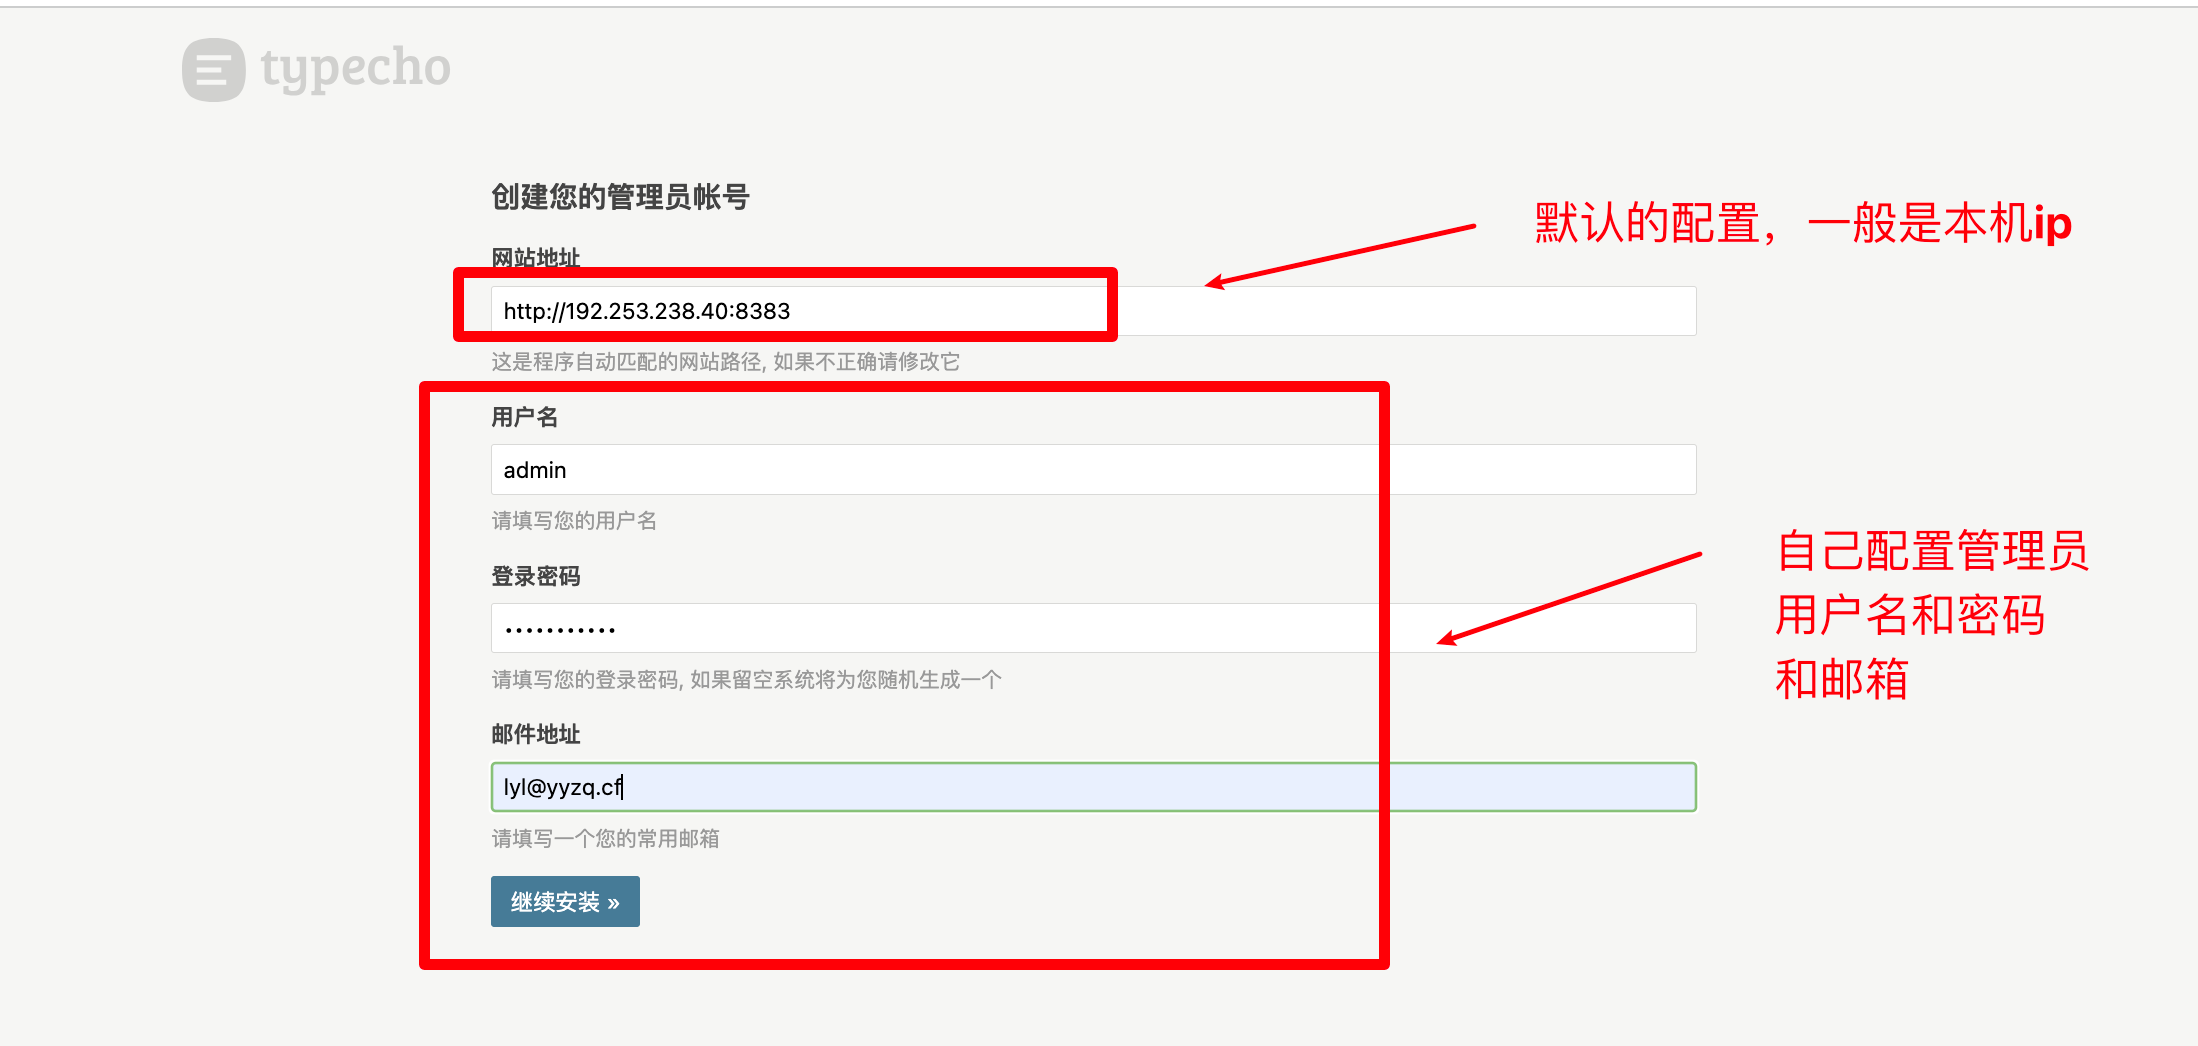 typecho
创建您的管理员帐号
默认的配置，一般是本机ip
网站地址
http://192.253.238.40:8383
这是程序自动匹配的网站路径, 如果不正确请修改它
用户名
admin
请填写您的用户名
自己配置管理员
用户名和密码
和邮箱
登录密码
•••••••••••
请填写您的登录密码, 如果留空系统将为您随机生成一个
邮件地址
lyl@yyzq.cf
请填写一个您的常用邮箱
继续安装 »